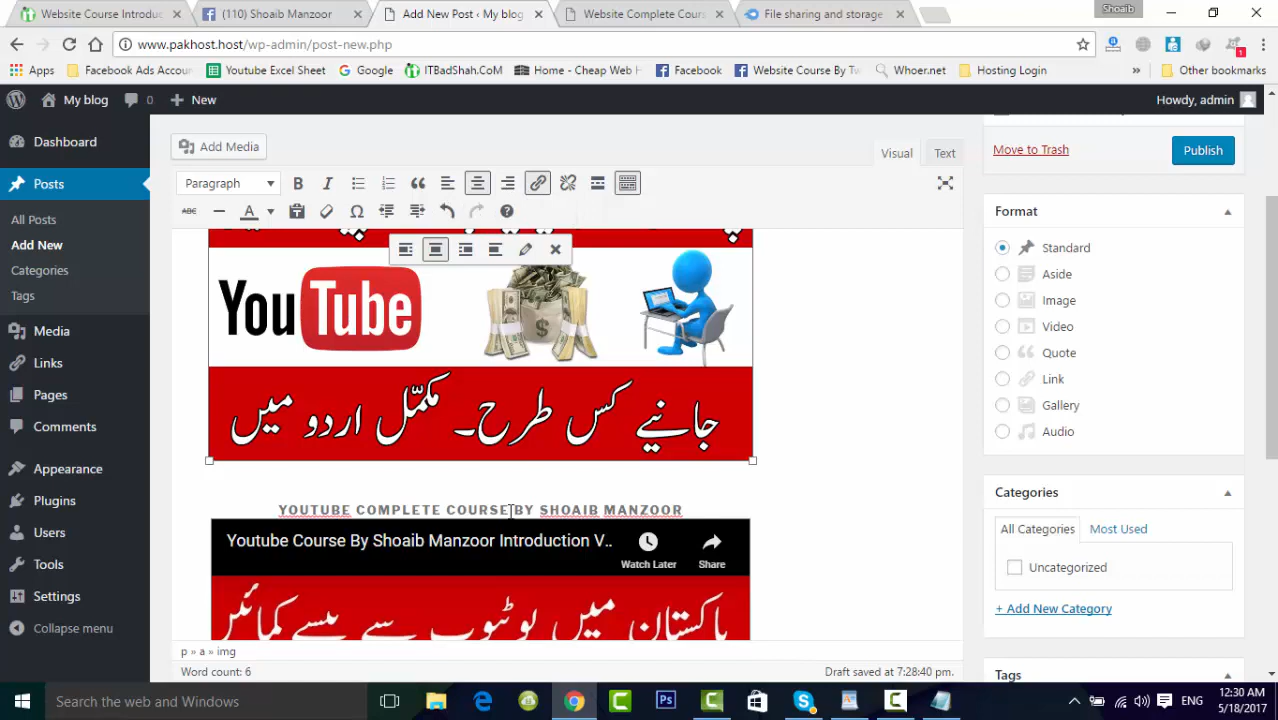 Website Course Introduc
(110) Shoaib Manzoor
Add New Post ‹ My blog
Website Complete Cours
File sharing and storage
Shoaib
www.pakhost.host/wp-admin/post-new.php
Apps
Facebook Ads Accoun
Youtube Excel Sheet
Google
ITBadShah.CoM
Home - Cheap Web H
Facebook
Website Course By Tw
Whoer.net
Hosting Login
Other bookmarks
My blog
0
New
Howdy, admin
Dashboard
Posts
All Posts
Add New
Categories
Tags
Media
Links
Pages
Comments
Appearance
Plugins
Users
Tools
Settings
Collapse menu
Add Media
Visual
Text
Paragraph
B
I
ABC
A
YouTube
$
جانیے کس طرح۔ مکمّل اردو میں
YOUTUBE COMPLETE COURSE BY SHOAIB MANZOOR
Youtube Course By Shoaib Manzoor Introduction V...
Watch Later
Share
پاکستان میں یوٹیوب سے پیسے کمائیں
p » a » img
Word count: 6
Draft saved at 7:28:40 pm.
Move to Trash
Publish
Format
Standard
Aside
Image
Video
Quote
Link
Gallery
Audio
Categories
All Categories
Most Used
Uncategorized
+ Add New Category
Tags
Search the web and Windows
Ps
ENG
12:30 AM
5/18/2017